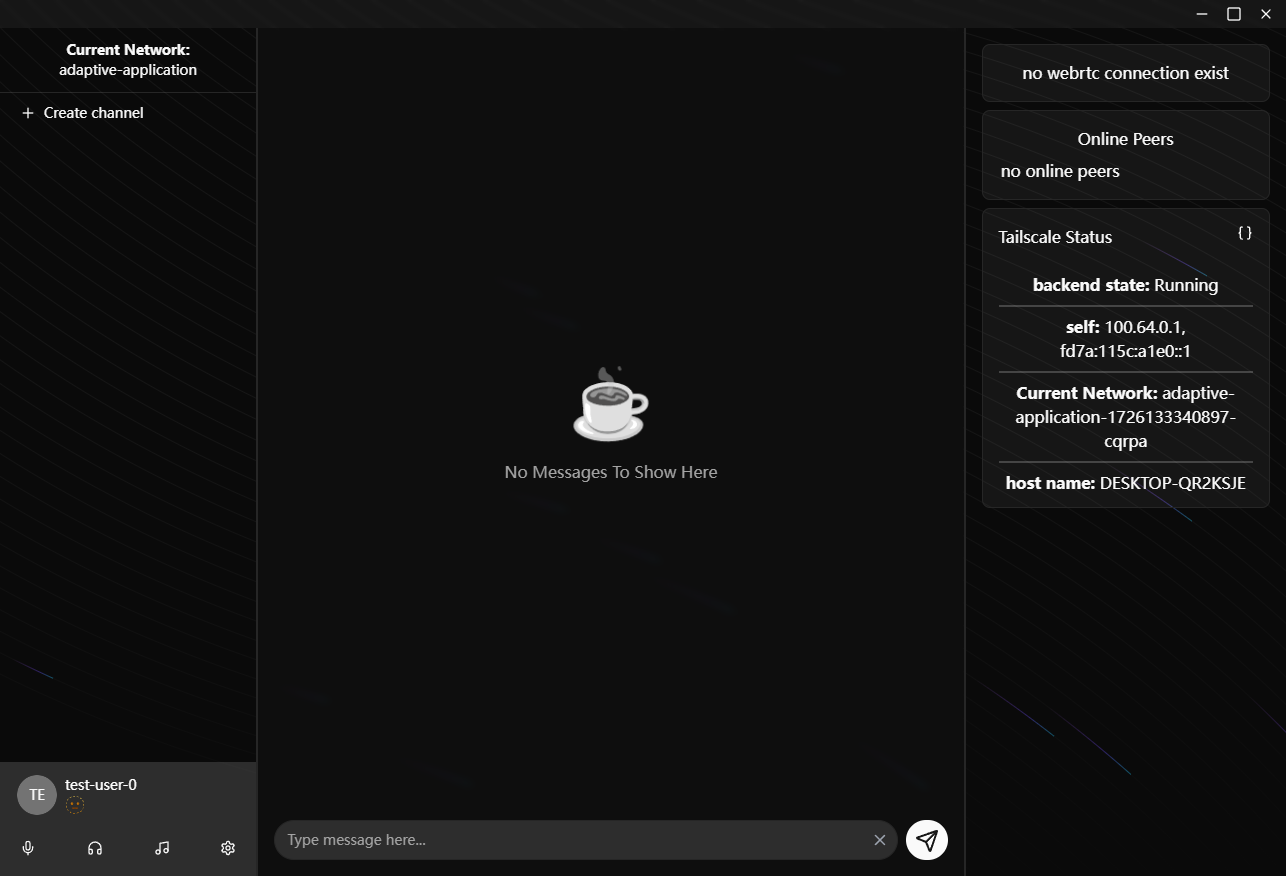 Current Network:
adaptive-application
Create channel
No Messages To Show Here
Type message here...
TE
test-user-0
no webrtc connection exist
Online Peers
no online peers
Tailscale Status
{ }
backend state: Running
self: 100.64.0.1,
fd7a:115c:a1e0::1
Current Network: adaptive-
application-1726133340897-
cqrpa
host name: DESKTOP-QR2KSJE